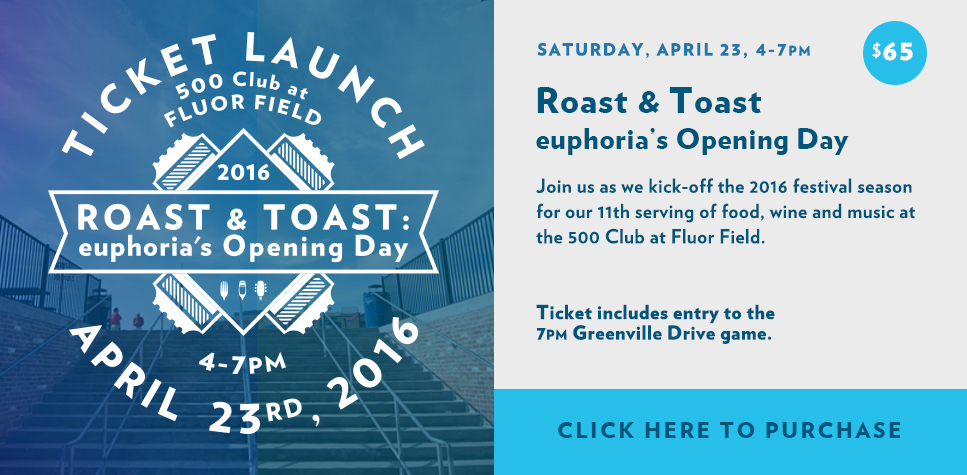 TICKET LAUNCH
500 Club at
FLUOR FIELD
2016
ROAST & TOAST:
euphoria's Opening Day
4-7PM
APRIL 23RD, 2016
SATURDAY, APRIL 23, 4-7PM
$65
Roast & Toast
euphoria's Opening Day
Join us as we kick-off the 2016 festival season
for our 11th serving of food, wine and music at
the 500 Club at Fluor Field.
Ticket includes entry to the
7PM Greenville Drive game.
CLICK HERE TO PURCHASE